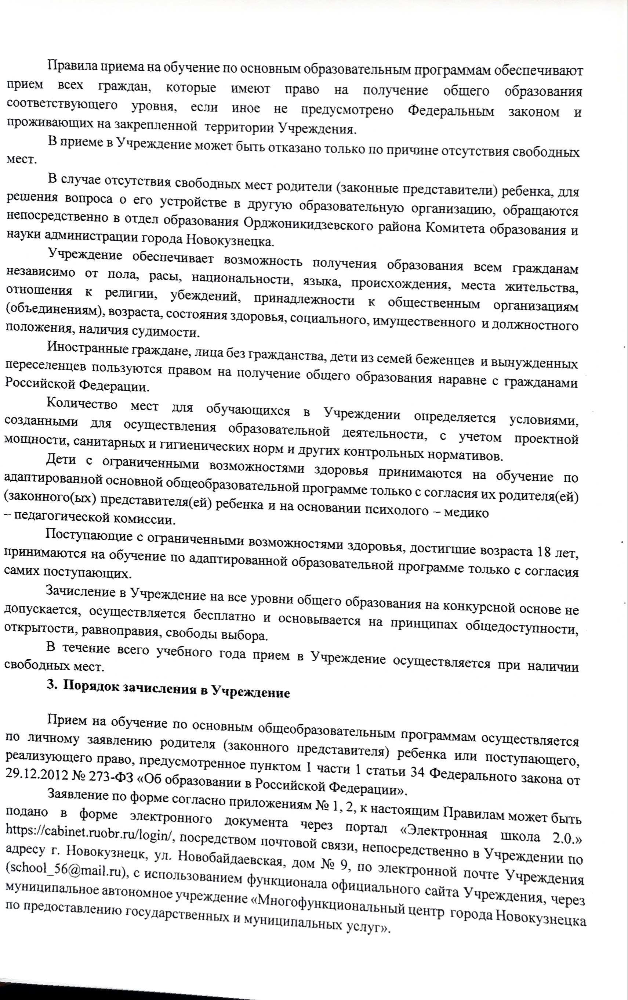 Правила приема на обучение по основным образовательным программам обеспечивают
прием всех граждан, которые имеют право на получение общего образования
соответствующего уровня, если иное не предусмотрено Федеральным законом и
проживающих на закрепленной территории Учреждения.
В приеме в Учреждение может быть отказано только по причине отсутствия свободных
мест.
В случае отсутствия свободных мест родители (законные представители) ребенка, для
решения вопроса о его устройстве в другую образовательную организацию, обращаются
непосредственно в отдел образования Орджоникидзевского района Комитета образования и
науки администрации города Новокузнецка.
Учреждение обеспечивает возможность получения образования всем гражданам
независимо от пола, расы, национальности, языка, происхождения, места жительства,
отношения к религии, убеждений, принадлежности к общественным организациям
(объединениям), возраста, состояния здоровья, социального, имущественного и должностного
положения, наличия судимости.
Иностранные граждане, лица без гражданства, дети из семей беженцев и вынужденных
переселенцев пользуются правом на получение общего образования наравне с гражданами
Российской Федерации.
Количество мест для обучающихся в Учреждении определяется условиями,
созданными для осуществления образовательной деятельности, с учетом проектной
мощности, санитарных и гигиенических норм и других контрольных нормативов.
Дети с ограниченными возможностями здоровья принимаются на обучение по
адаптированной основной общеобразовательной программе только с согласия их родителя(ей)
(законного(ых) представителя(ей) ребенка и на основании психолого – медико
– педагогической комиссии.
Поступающие с ограниченными возможностями здоровья, достигшие возраста 18 лет,
принимаются на обучение по адаптированной образовательной программе только с согласия
самих поступающих.
Зачисление в Учреждение на все уровни общего образования на конкурсной основе не
допускается, осуществляется бесплатно и основывается на принципах общедоступности,
открытости, равноправия, свободы выбора.
В течение всего учебного года прием в Учреждение осуществляется при наличии
свободных мест.
3. Порядок зачисления в Учреждение
Прием на обучение по основным общеобразовательным программам осуществляется
по личному заявлению родителя (законного представителя) ребенка или поступающего,
реализующего право, предусмотренное пунктом 1 части 1 статьи 34 Федерального закона от
29.12.2012 № 273-ФЗ «Об образовании в Российской Федерации».
Заявление по форме согласно приложениям № 1, 2, к настоящим Правилам может быть
подано в форме электронного документа через портал «Электронная школа 2.0.»
https://cabinet.ruobr.ru/login/, посредством почтовой связи, непосредственно в Учреждении по
адресу г. Новокузнецк, ул. Новобайдаевская, дом № 9, по электронной почте Учреждения
(school_56@mail.ru), с использованием функционала официального сайта Учреждения, через
муниципальное автономное учреждение «Многофункциональный центр города Новокузнецка
по предоставлению государственных и муниципальных услуг».